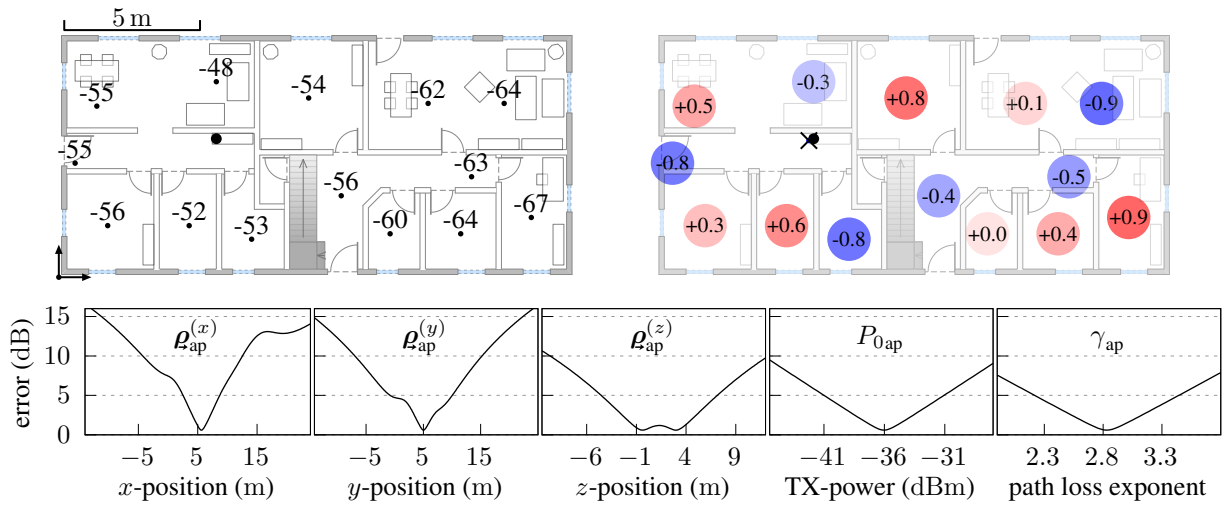 5 m
-48
-55
-54
-62
-64
-55
-63
-56
-56
-52
-53
-60
-64
-67
-0.3
+0.5
+0.8
+0.1
-0.9
-0.8
-0.5
-0.4
+0.3
+0.6
-0.8
+0.0
+0.4
+0.9
error (dB)
15
10
5
0
ρ_ap^(x)
ρ_ap^(y)
ρ_ap^(z)
P_0ap
γ_ap
−5 5 15
−5 5 15
−6 −1 4 9
−41 −36 −31
2.3 2.8 3.3
x-position (m)
y-position (m)
z-position (m)
TX-power (dBm)
path loss exponent